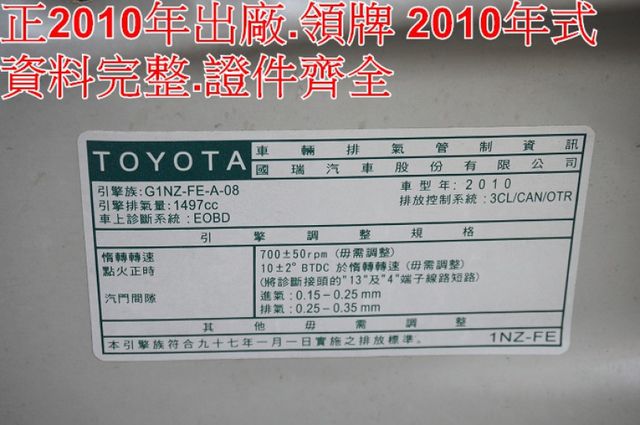 正2010年出廠.領牌 2010年式
資料完整.證件齊全
TOYOTA
車輛排氣管制資訊
國瑞汽車股份有限公司
引擎族:G1NZ-FE-A-08
引擎排氣量:1497cc
車上診斷系統:EOBD
車型年:2010
排放控制系統:3CL/CAN/OTR
引擎調整規格
惰轉轉速 700±50rpm (毋需調整)
點火正時 10±2° BTDC 於惰轉轉速 (毋需調整)
(將診斷接頭的"13"及"4"端子線路短路)
汽門間隙 進氣:0.15-0.25 mm
排氣:0.25-0.35 mm
其他毋需調整
本引擎族符合九十七年一月一日實施之排放標準。
1NZ-FE